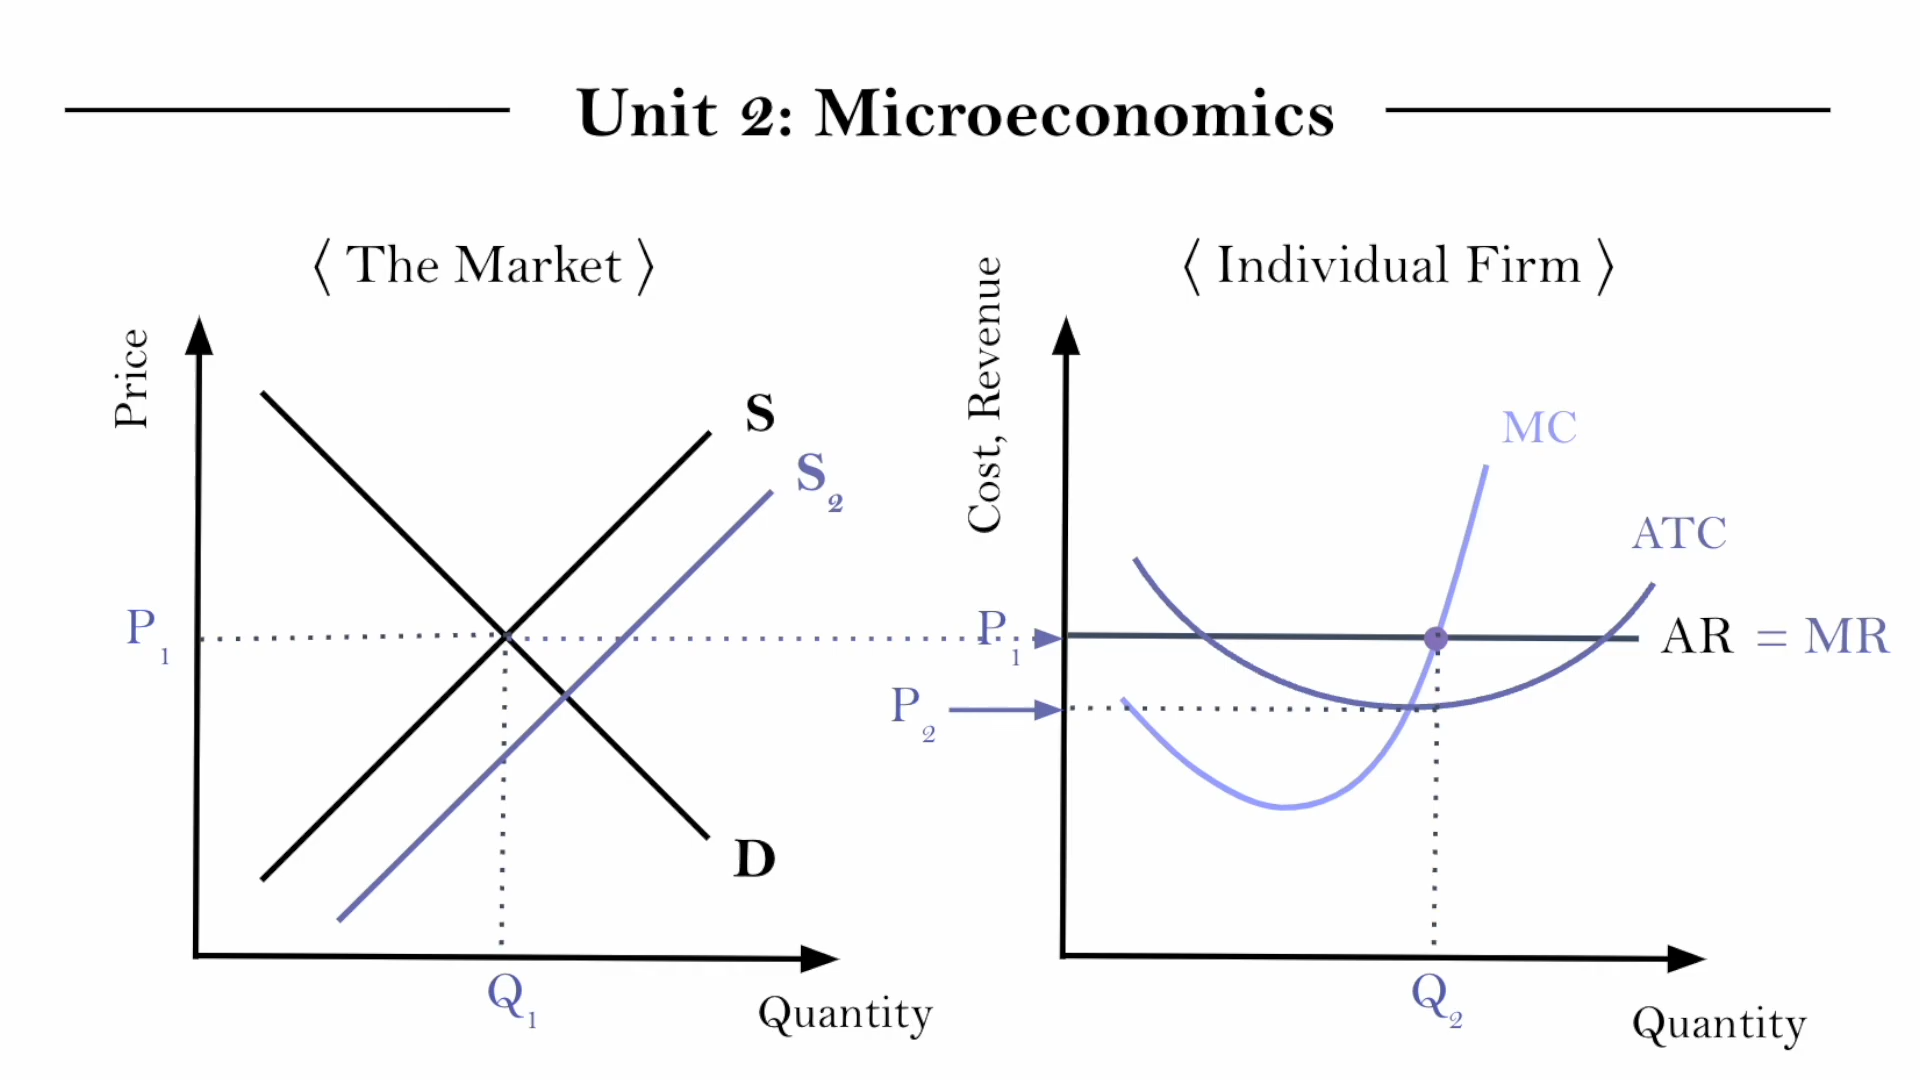 Unit 2: Microeconomics
⟨ The Market ⟩
⟨ Individual Firm ⟩
Price
S
S₂
D
P₁
Q₁
Quantity
Cost, Revenue
MC
ATC
P₁
AR = MR
P₂
Q₂
Quantity